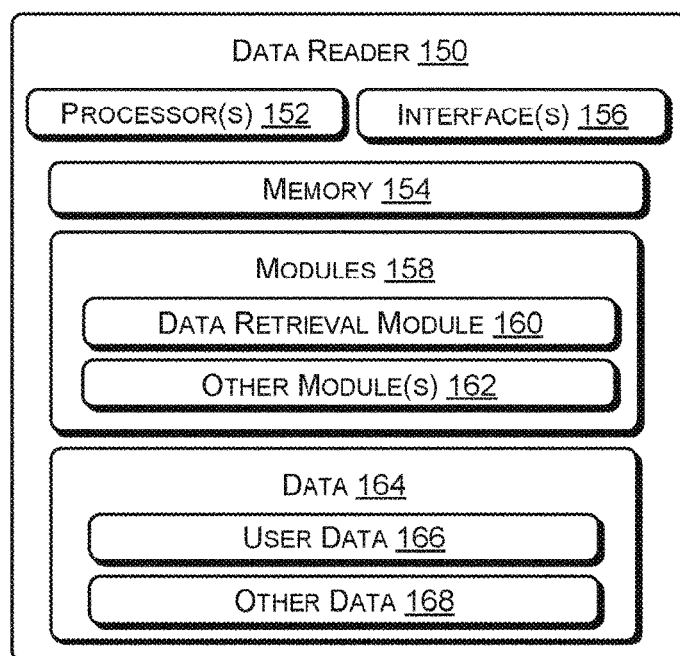 DATA READER 150
PROCESSOR(S) 152
INTERFACE(S) 156
MEMORY 154
MODULES 158
DATA RETRIEVAL MODULE 160
OTHER MODULE(S) 162
DATA 164
USER DATA 166
OTHER DATA 168